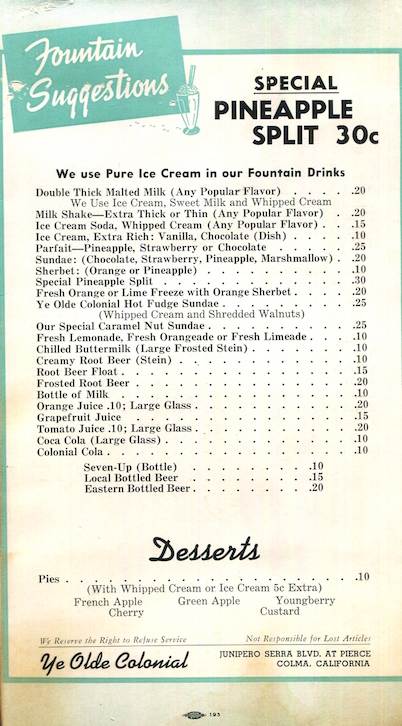 Fountain
Suggestions
SPECIAL
PINEAPPLE
SPLIT 30c
We use Pure Ice Cream in our Fountain Drinks
Double Thick Malted Milk (Any Popular Flavor) . . . . .20
We Use Ice Cream, Sweet Milk and Whipped Cream
Milk Shake—Extra Thick or Thin (Any Popular Flavor) . .20
Ice Cream Soda, Whipped Cream (Any Popular Flavor) . . .15
Ice Cream, Extra Rich: Vanilla, Chocolate (Dish) . . . . .10
Parfait—Pineapple, Strawberry or Chocolate . . . . .25
Sundae: (Chocolate, Strawberry, Pineapple, Marshmallow) . .20
Sherbet: (Orange or Pineapple) . . . . . . . . . .10
Special Pineapple Split . . . . . . . . . . . .30
Fresh Orange or Lime Freeze with Orange Sherbet . . . . .20
Ye Olde Colonial Hot Fudge Sundae . . . . . . . . .25
(Whipped Cream and Shredded Walnuts)
Our Special Caramel Nut Sundae . . . . . . . . . .25
Fresh Lemonade, Fresh Orangeade or Fresh Limeade . . . .10
Chilled Buttermilk (Large Frosted Stein) . . . . . . .10
Creamy Root Beer (Stein) . . . . . . . . . . . .10
Root Beer Float . . . . . . . . . . . . . . .15
Frosted Root Beer . . . . . . . . . . . . . .20
Bottle of Milk . . . . . . . . . . . . . . .10
Orange Juice .10; Large Glass . . . . . . . . . . .20
Grapefruit Juice . . . . . . . . . . . . . . .15
Tomato Juice .10; Large Glass . . . . . . . . . . .20
Coca Cola (Large Glass) . . . . . . . . . . . . .10
Colonial Cola . . . . . . . . . . . . . . . .10
Seven-Up (Bottle) . . . . . . . . .10
Local Bottled Beer . . . . . . . . .15
Eastern Bottled Beer . . . . . . . . .20
Desserts
Pies . . . . . . . . . . . . . . . . . . .10
(With Whipped Cream or Ice Cream 5c Extra)
French Apple Green Apple Youngberry
Cherry Custard
We Reserve the Right to Refuse Service Not Responsible for Lost Articles
Ye Olde Colonial
JUNIPERO SERRA BLVD. AT PIERCE
COLMA, CALIFORNIA
193